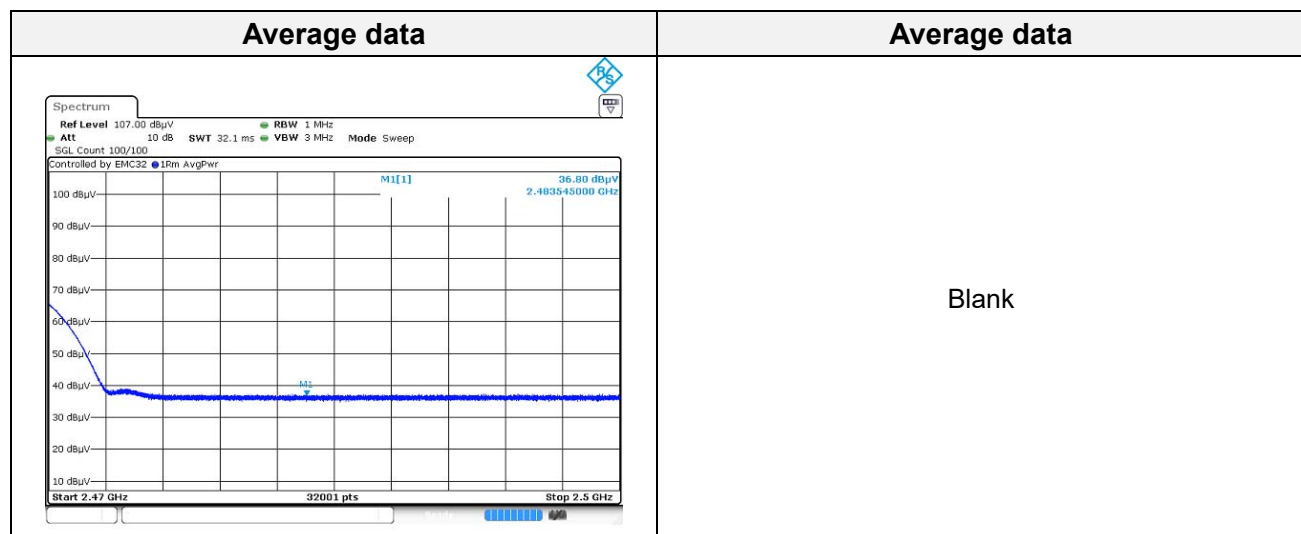 Average data
Average data
R&S
Spectrum
Ref Level 107.00 dBµV RBW 1 MHz
Att 10 dB SWT 32.1 ms VBW 3 MHz Mode Sweep
SGL Count 100/100
Controlled by EMC32 1Rm AvgPwr
M1[1] 36.80 dBµV
2.483545000 GHz
100 dBµV
90 dBµV
80 dBµV
70 dBµV
60 dBµV
50 dBµV
40 dBµV
M1
30 dBµV
20 dBµV
10 dBµV
Start 2.47 GHz 32001 pts Stop 2.5 GHz
Blank